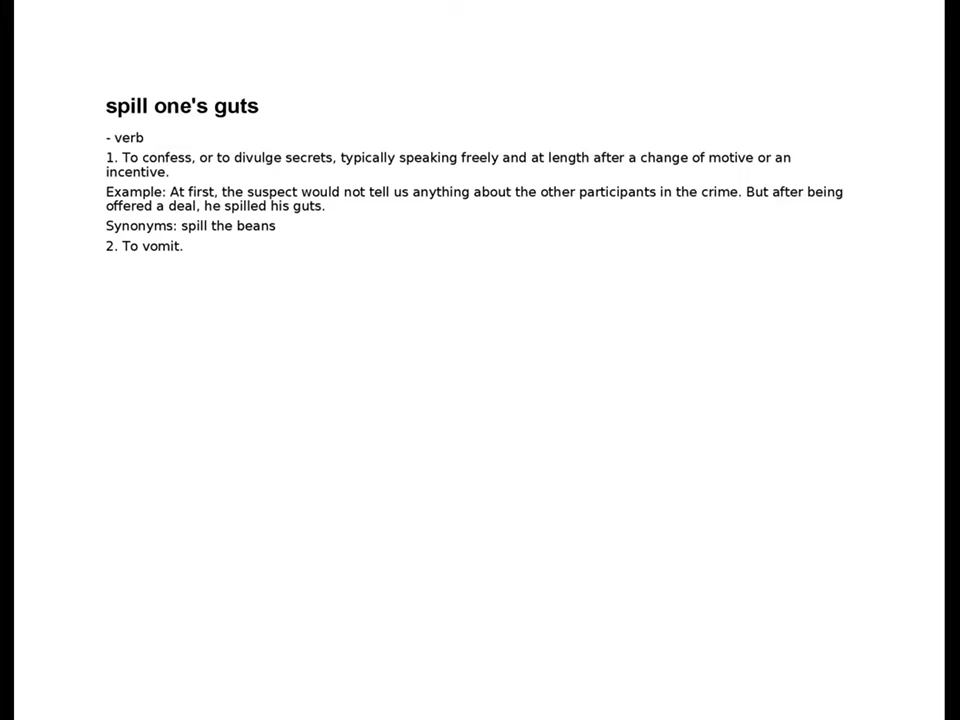 spill one's guts
- verb
1. To confess, or to divulge secrets, typically speaking freely and at length after a change of motive or an
incentive.
Example: At first, the suspect would not tell us anything about the other participants in the crime. But after being
offered a deal, he spilled his guts.
Synonyms: spill the beans
2. To vomit.